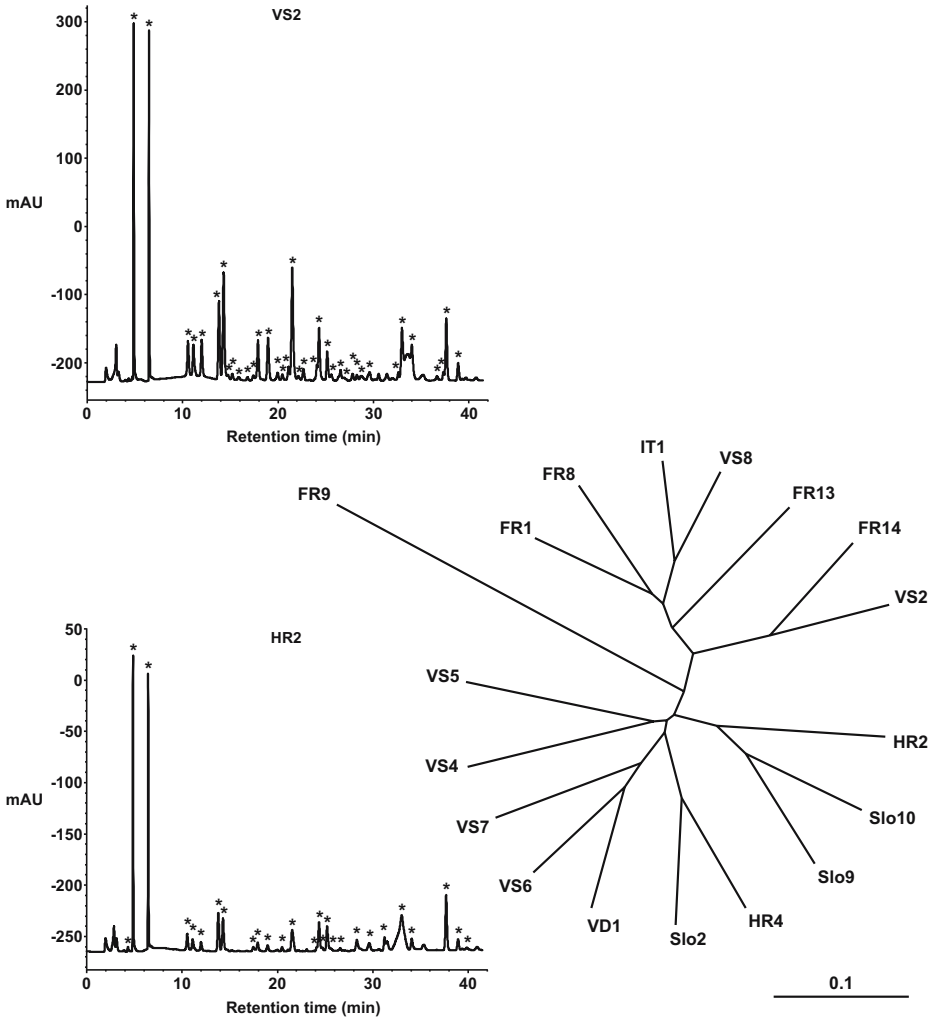 VS2
300
200
100
0
-100
-200
mAU
0 10 20 30 40
Retention time (min)
HR2
50
0
-50
-100
-150
-200
-250
mAU
0 10 20 30 40
Retention time (min)
IT1
VS8
FR8
FR13
FR9
FR1
FR14
VS2
VS5
HR2
VS4
Slo10
VS7
Slo9
VS6
VD1
HR4
Slo2
0.1